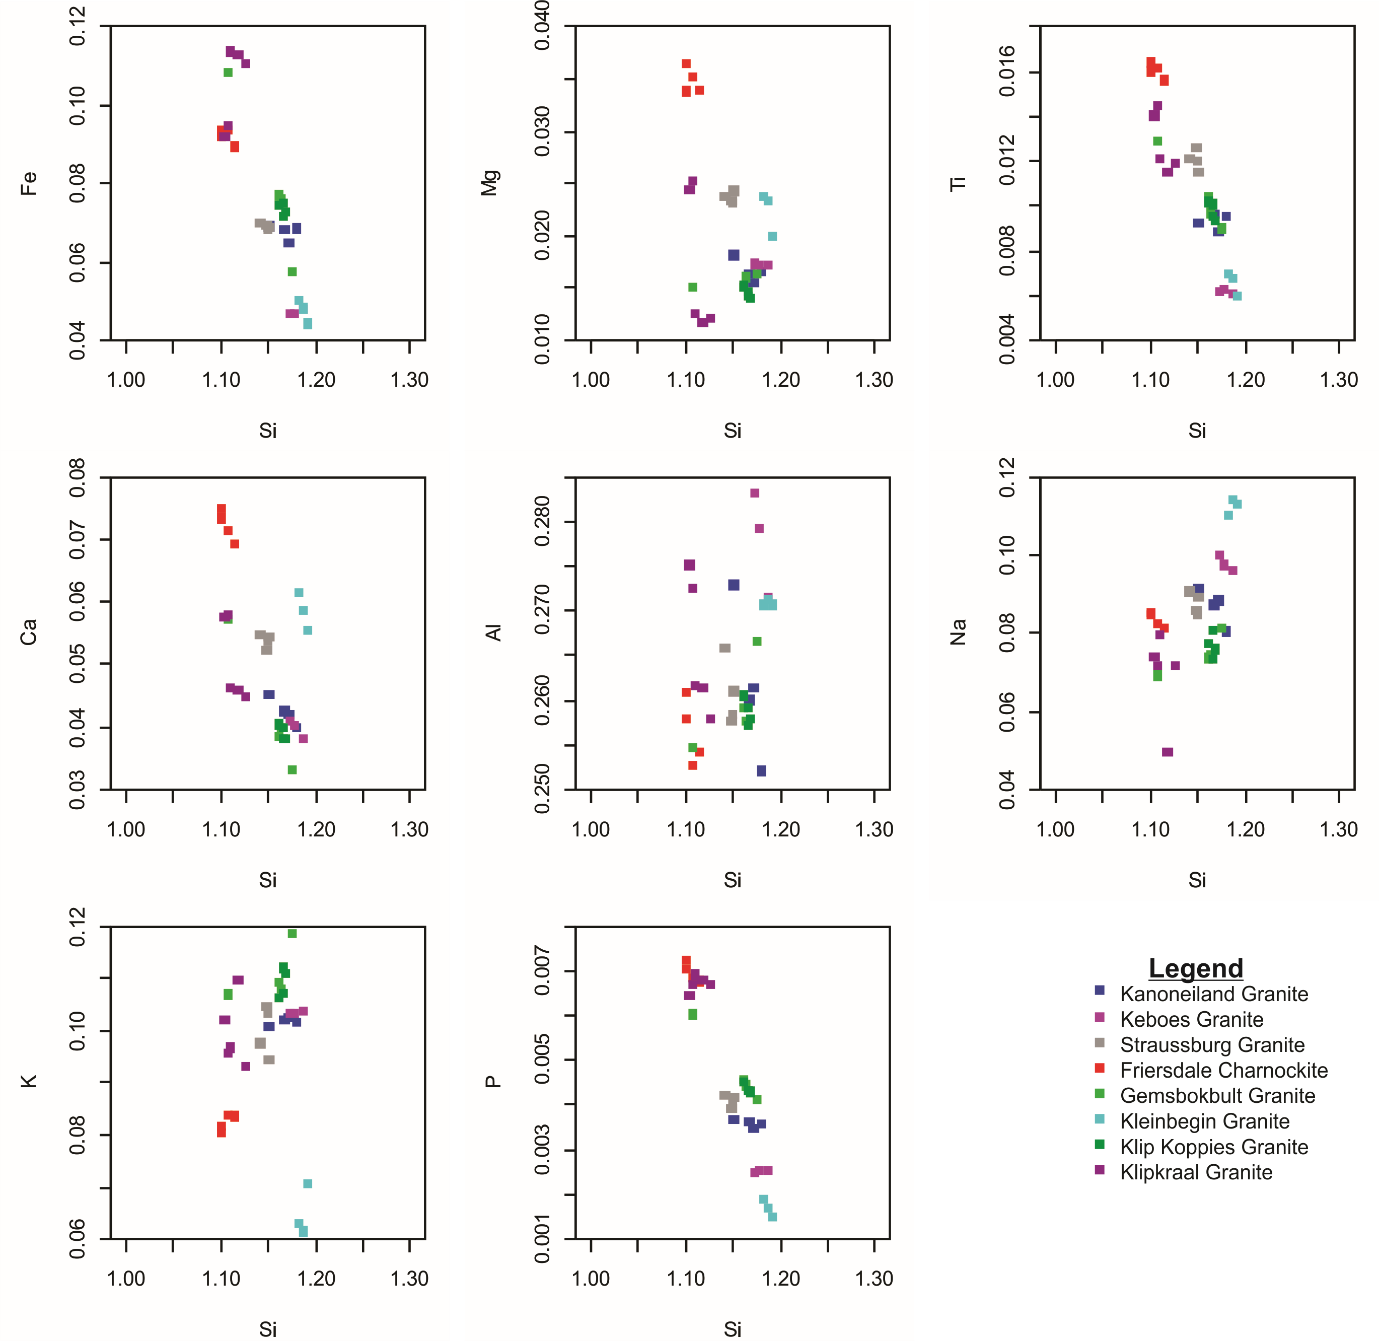 Fe
0.12
0.10
0.08
0.06
0.04
1.00 1.10 1.20 1.30
Si
Mg
0.040
0.030
0.020
0.010
1.00 1.10 1.20 1.30
Si
Ti
0.016
0.012
0.008
0.004
1.00 1.10 1.20 1.30
Si
Ca
0.08
0.07
0.06
0.05
0.04
0.03
1.00 1.10 1.20 1.30
Si
Al
0.280
0.270
0.260
0.250
1.00 1.10 1.20 1.30
Si
Na
0.12
0.10
0.08
0.06
0.04
1.00 1.10 1.20 1.30
Si
K
0.12
0.10
0.08
0.06
1.00 1.10 1.20 1.30
Si
P
0.007
0.005
0.003
0.001
1.00 1.10 1.20 1.30
Si
Legend
Kanoneiland Granite
Keboes Granite
Straussburg Granite
Friersdale Charnockite
Gemsbokbult Granite
Kleinbegin Granite
Klip Koppies Granite
Klipkraal Granite